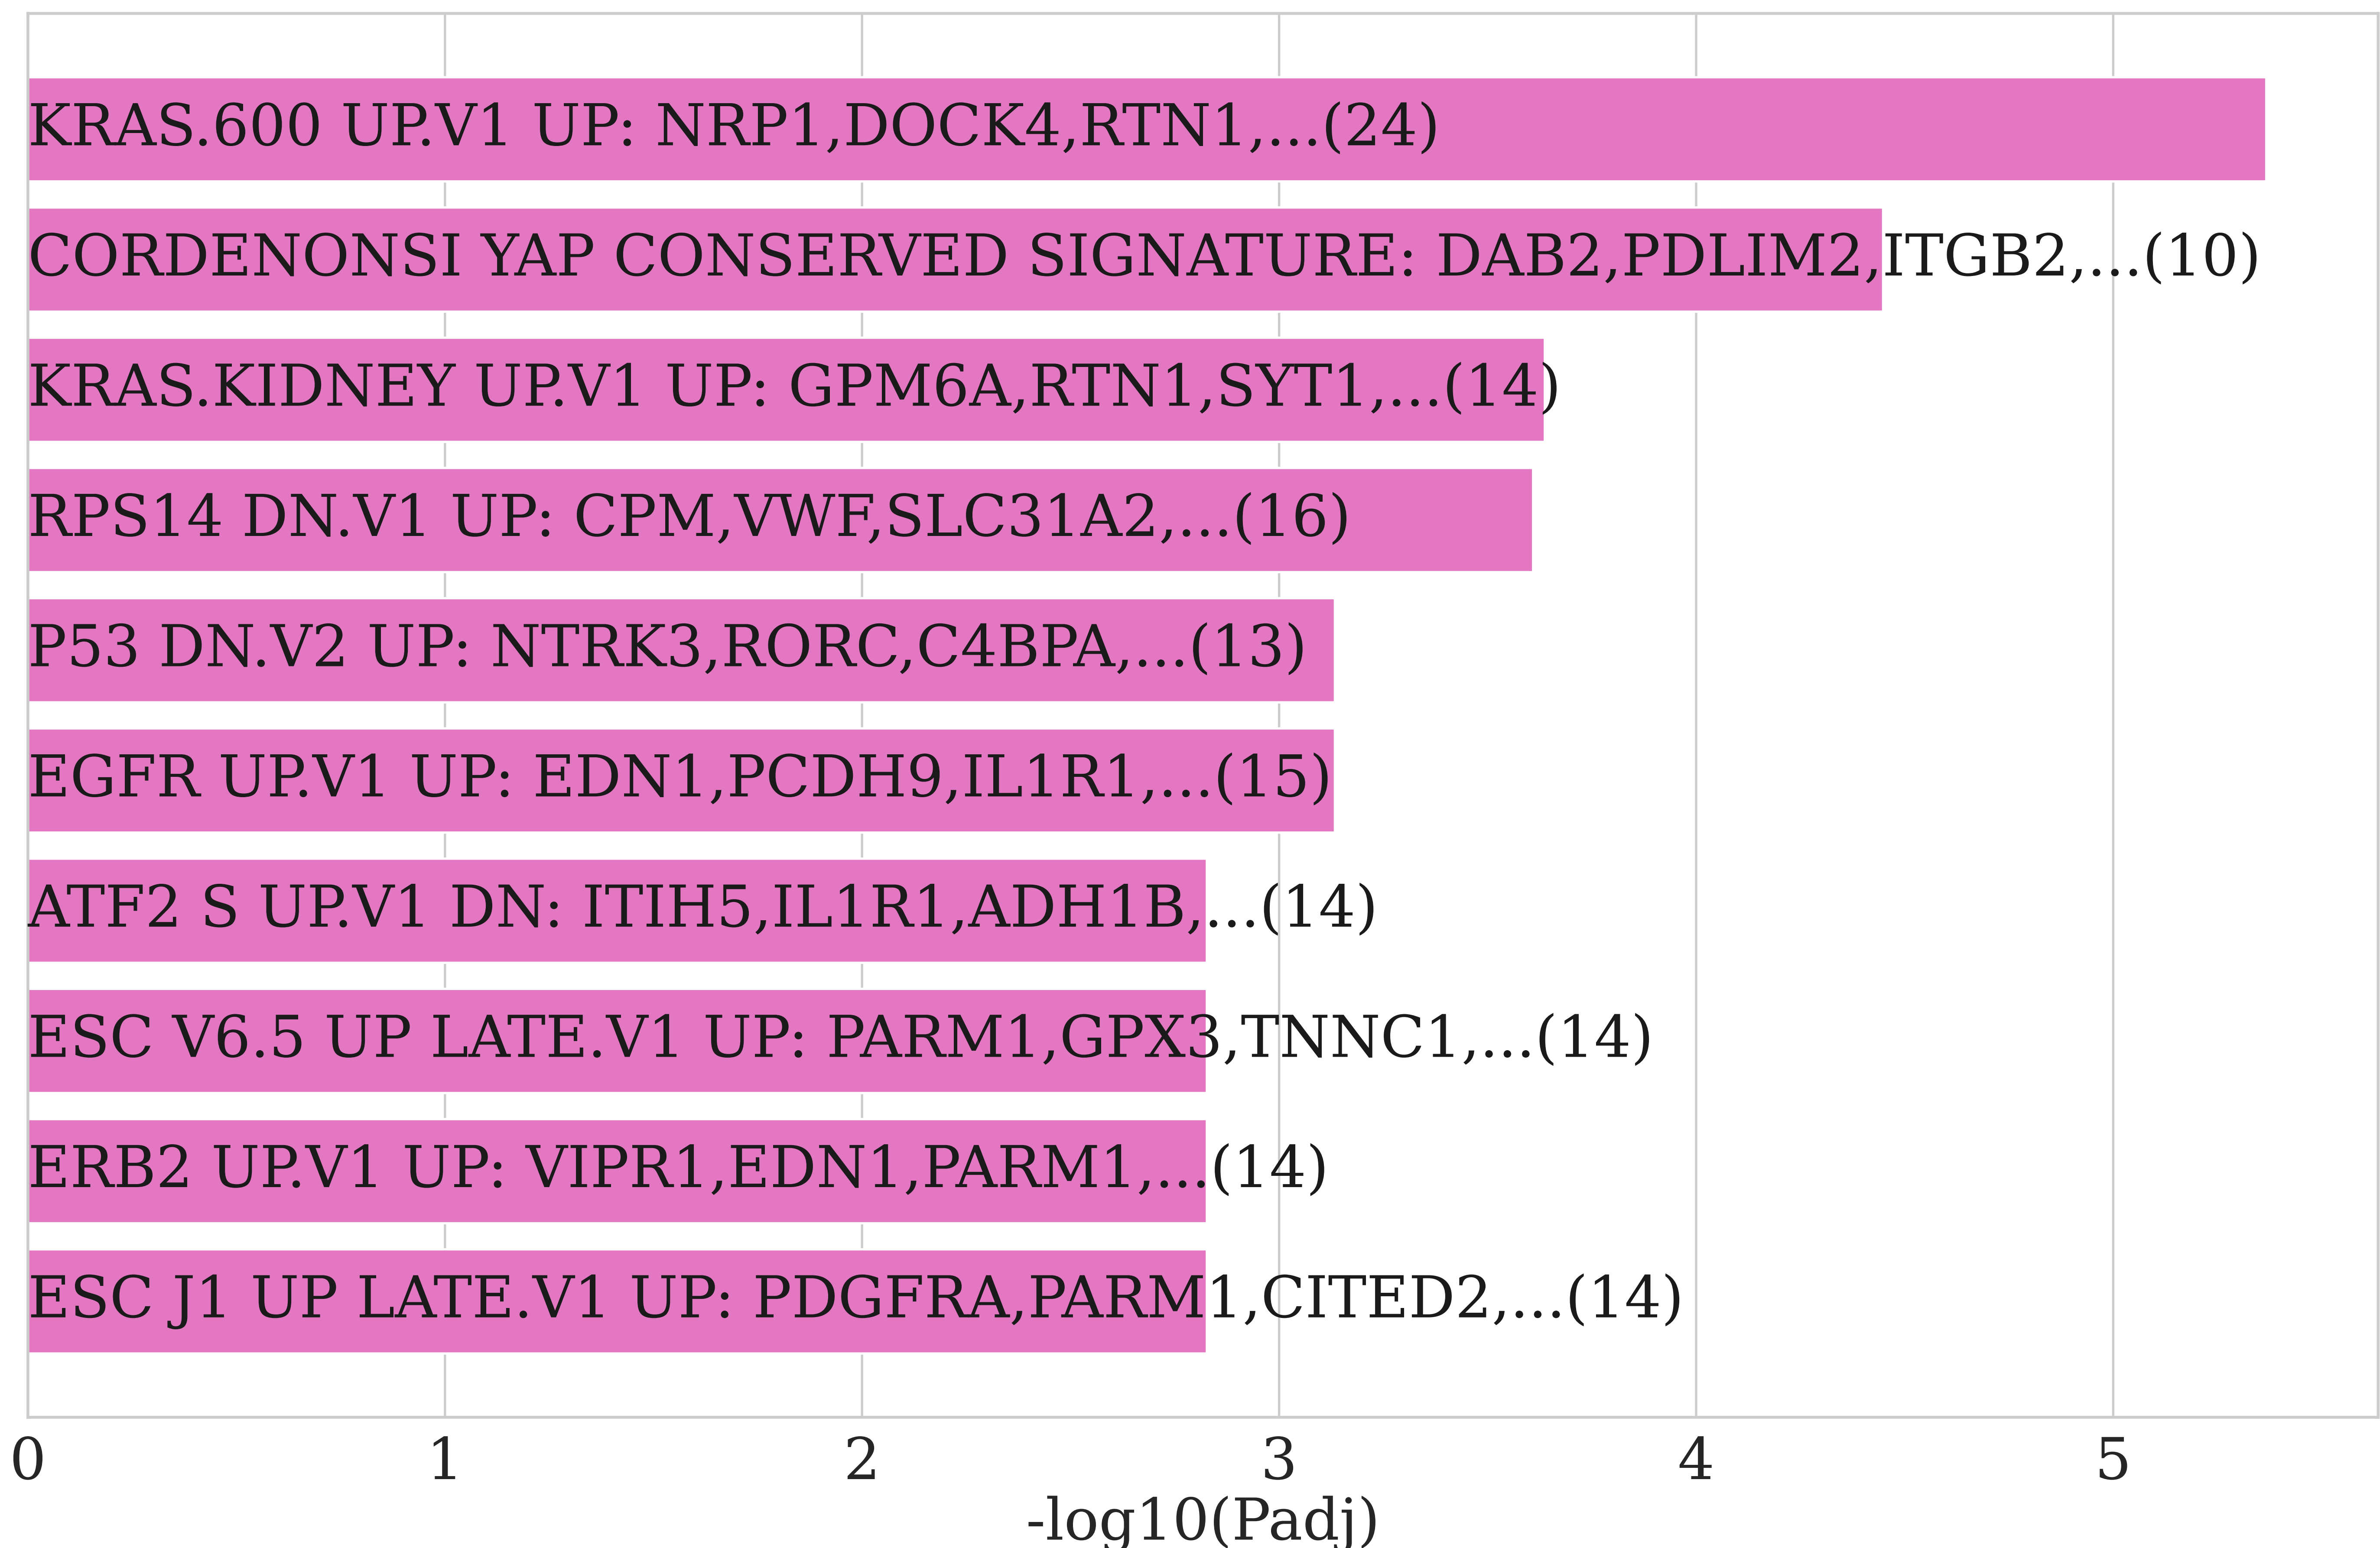 KRAS.600 UP.V1 UP: NRP1,DOCK4,RTN1,...(24)
CORDENONSI YAP CONSERVED SIGNATURE: DAB2,PDLIM2,ITGB2,...(10)
KRAS.KIDNEY UP.V1 UP: GPM6A,RTN1,SYT1,...(14)
RPS14 DN.V1 UP: CPM,VWF,SLC31A2,...(16)
P53 DN.V2 UP: NTRK3,RORC,C4BPA,...(13)
EGFR UP.V1 UP: EDN1,PCDH9,IL1R1,...(15)
ATF2 S UP.V1 DN: ITIH5,IL1R1,ADH1B,...(14)
ESC V6.5 UP LATE.V1 UP: PARM1,GPX3,TNNC1,...(14)
ERB2 UP.V1 UP: VIPR1,EDN1,PARM1,...(14)
ESC J1 UP LATE.V1 UP: PDGFRA,PARM1,CITED2,...(14)
0 1 2 3 4 5
-log10(Padj)